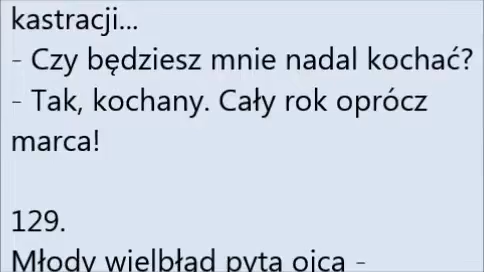 kastracji...
- Czy będziesz mnie nadal kochać?
- Tak, kochany. Cały rok oprócz
marca!
129.
Młody wielbłąd pyta ojca -